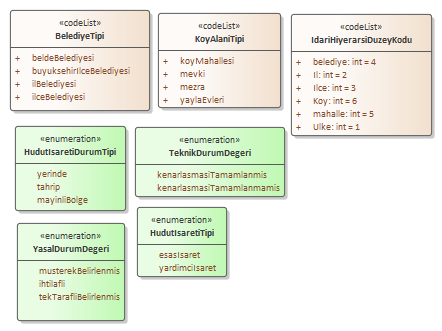 «codeList»
BelediyeTipi
+ beldeBelediyesi
+ buyuksehirIlceBelediyesi
+ ilBelediyesi
+ ilceBelediyesi
«codeList»
KoyAlaniTipi
+ koyMahallesi
+ mevki
+ mezra
+ yaylaEvleri
«codeList»
IdariHiyerarsiDuzeyKodu
+ belediye: int = 4
+ Il: int = 2
+ Ilce: int = 3
+ Koy: int = 6
+ mahalle: int = 5
+ Ulke: int = 1
«enumeration»
HudutIsaretiDurumTipi
yerinde
tahrip
mayinliBolge
«enumeration»
TeknikDurumDegeri
kenarlasmasiTamamlanmis
kenarlasmasiTamamlanmamis
«enumeration»
YasalDurumDegeri
musterekBelirlenmis
ihtilafli
tekTarafliBelirlenmis
«enumeration»
HudutIsaretiTipi
esasIsaret
yardimciIsaret